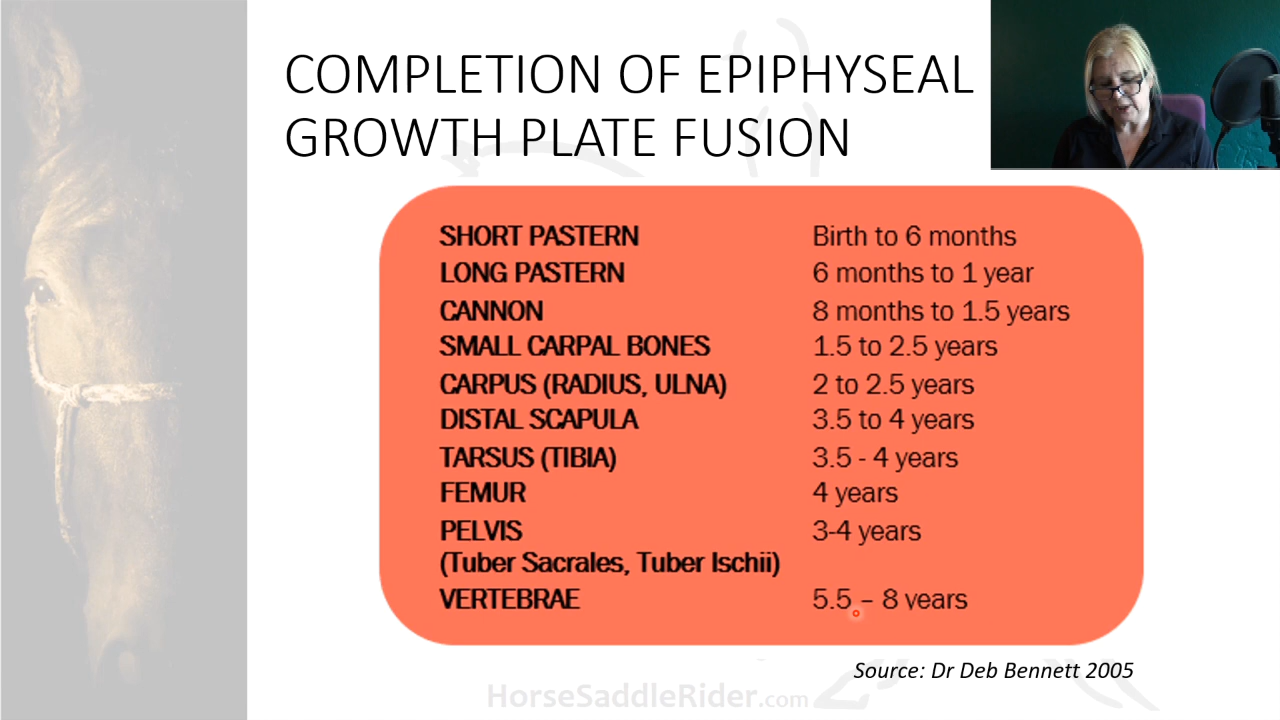 COMPLETION OF EPIPHYSEAL
GROWTH PLATE FUSION
SHORT PASTERN Birth to 6 months
LONG PASTERN 6 months to 1 year
CANNON 8 months to 1.5 years
SMALL CARPAL BONES 1.5 to 2.5 years
CARPUS (RADIUS, ULNA) 2 to 2.5 years
DISTAL SCAPULA 3.5 to 4 years
TARSUS (TIBIA) 3.5 - 4 years
FEMUR 4 years
PELVIS 3-4 years
(Tuber Sacrales, Tuber Ischii)
VERTEBRAE 5.5 – 8 years
Source: Dr Deb Bennett 2005
HorseSaddleRider.com